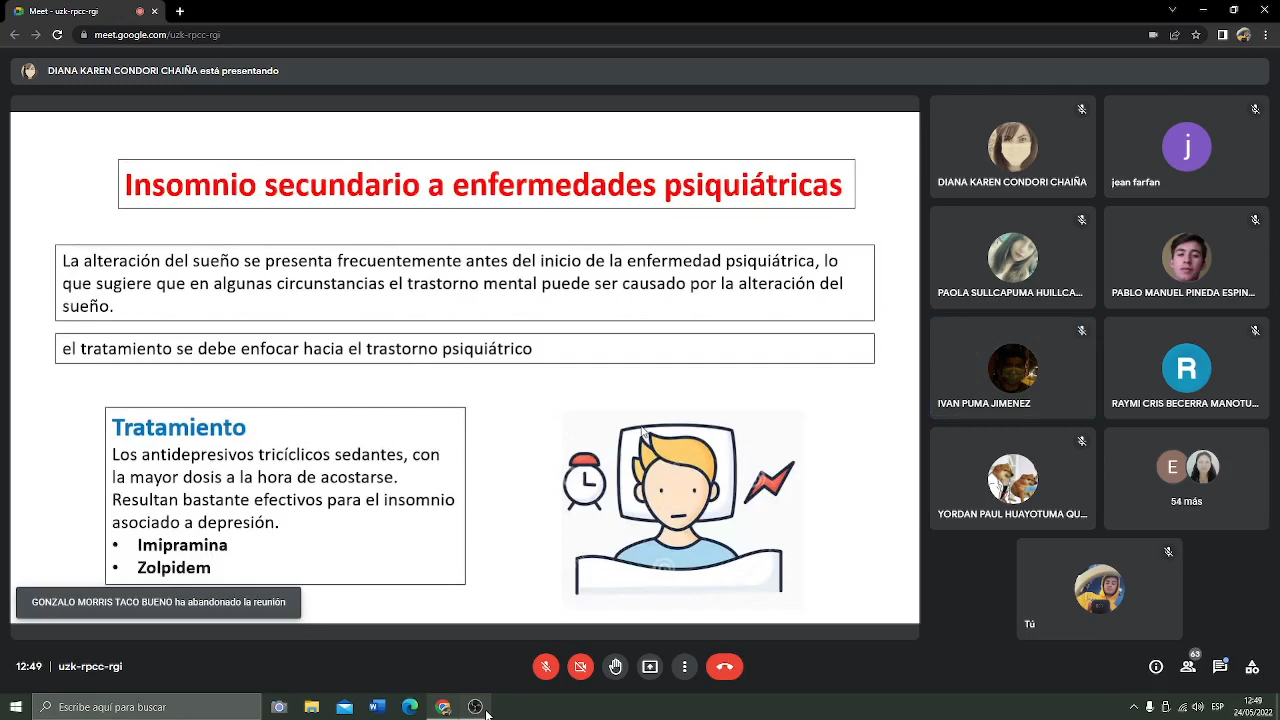 Meet - uzk-rpcc-rgi
meet.google.com/uzk-rpcc-rgi
DIANA KAREN CONDORI CHAIÑA está presentando
Insomnio secundario a enfermedades psiquiátricas
La alteración del sueño se presenta frecuentemente antes del inicio de la enfermedad psiquiátrica, lo
que sugiere que en algunas circunstancias el trastorno mental puede ser causado por la alteración del
sueño.
el tratamiento se debe enfocar hacia el trastorno psiquiátrico
Tratamiento
Los antidepresivos tricíclicos sedantes, con
la mayor dosis a la hora de acostarse.
Resultan bastante efectivos para el insomnio
asociado a depresión.
• Imipramina
• Zolpidem
GONZALO MORRIS TACO BUENO ha abandonado la reunión
DIANA KAREN CONDORI CHAIÑA
j
jean farfan
PAOLA SULLCAPUMA HUILLCA...
PABLO MANUEL PINEDA ESPIN...
IVAN PUMA JIMENEZ
R
RAYMI CRIS BECERRA MANOTU...
YORDAN PAUL HUAYOTUMA QU...
E
54 más
Tú
12:49 uzk-rpcc-rgi
63
Escribe aquí para buscar
W
ESP
12:49
24/05/2022